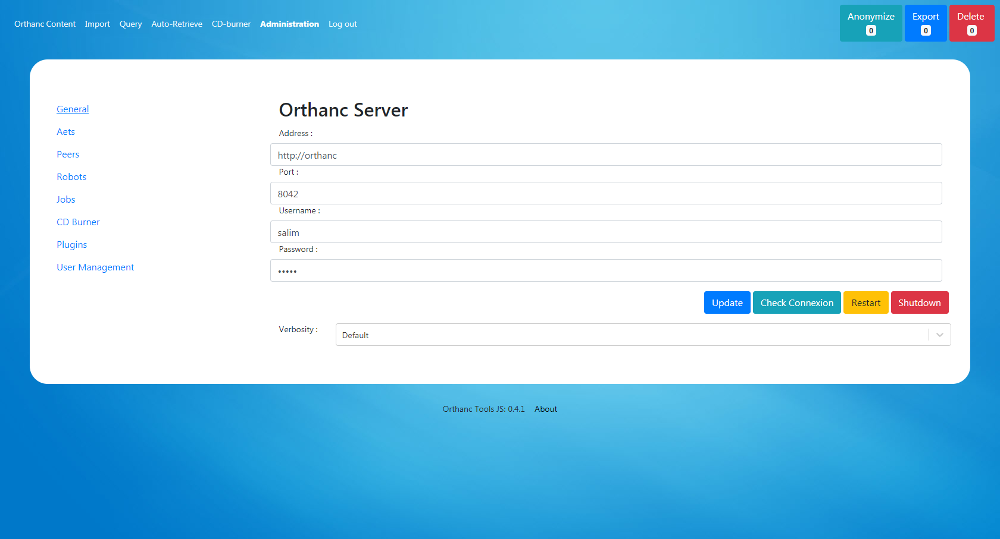 Orthanc Content Import Query Auto-Retrieve CD-burner Administration Log out
Anonymize
0
Export
0
Delete
0
General
Aets
Peers
Robots
Jobs
CD Burner
Plugins
User Management
Orthanc Server
Address :
http://orthanc
Port :
8042
Username :
salim
Password :
•••••
Update Check Connexion Restart Shutdown
Verbosity : Default
Orthanc Tools JS: 0.4.1 About